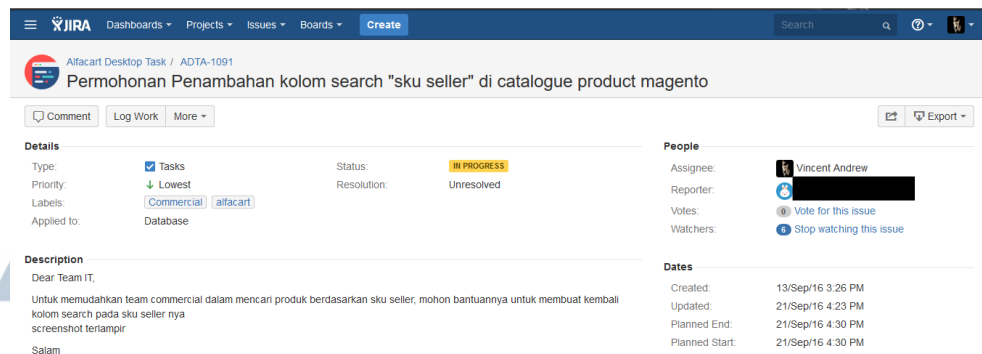 JIRA Dashboards Projects Issues Boards Create Search
Alfacart Desktop Task / ADTA-1091
Permohonan Penambahan kolom search "sku seller" di catalogue product magento
Comment Log Work More Export
Details
Type: Tasks Status: IN PROGRESS
Priority: Lowest Resolution: Unresolved
Labels: Commercial alfacart
Applied to: Database
People
Assignee: Vincent Andrew
Reporter:
Votes: 0 Vote for this issue
Watchers: 6 Stop watching this issue
Description
Dear Team IT,
Untuk memudahkan team commercial dalam mencari produk berdasarkan sku seller, mohon bantuannya untuk membuat kembali
kolom search pada sku seller nya
screenshot terlampir
Salam
Dates
Created: 13/Sep/16 3:26 PM
Updated: 21/Sep/16 4:23 PM
Planned End: 21/Sep/16 4:30 PM
Planned Start: 21/Sep/16 4:30 PM